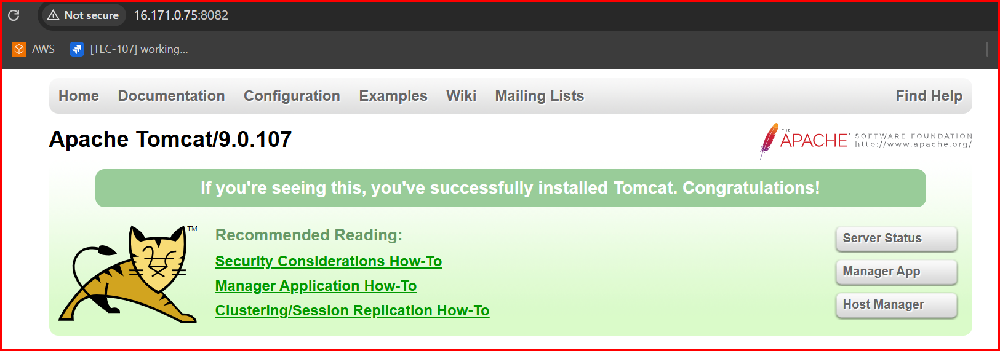 Not secure 16.171.0.75:8082
AWS [TEC-107] working...
Home Documentation Configuration Examples Wiki Mailing Lists Find Help
Apache Tomcat/9.0.107
THE APACHE® SOFTWARE FOUNDATION
http://www.apache.org/
If you're seeing this, you've successfully installed Tomcat. Congratulations!
TM
Recommended Reading:
Security Considerations How-To
Manager Application How-To
Clustering/Session Replication How-To
Server Status
Manager App
Host Manager